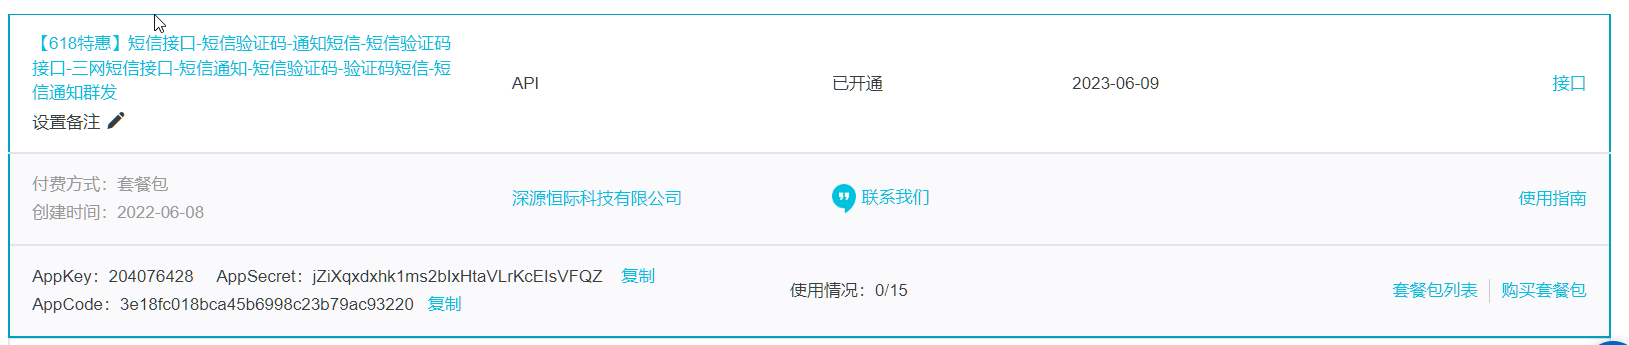 【618特惠】短信接口-短信验证码-通知短信-短信验证码
接口-三网短信接口-短信通知-短信验证码-验证码短信-短
信通知群发
设置备注
API
已开通
2023-06-09
接口
付费方式：套餐包
创建时间：2022-06-08
深源恒际科技有限公司
联系我们
使用指南
AppKey：204076428 AppSecret：jZiXqxdxhk1ms2bIxHtaVLrKcEIsVFQZ 复制
AppCode：3e18fc018bca45b6998c23b79ac93220 复制
使用情况：0/15
套餐包列表 购买套餐包